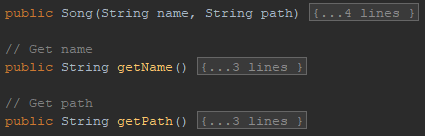 public Song(String name, String path) {...4 lines }
// Get name
public String getName() {...3 lines }
// Get path
public String getPath() {...3 lines }